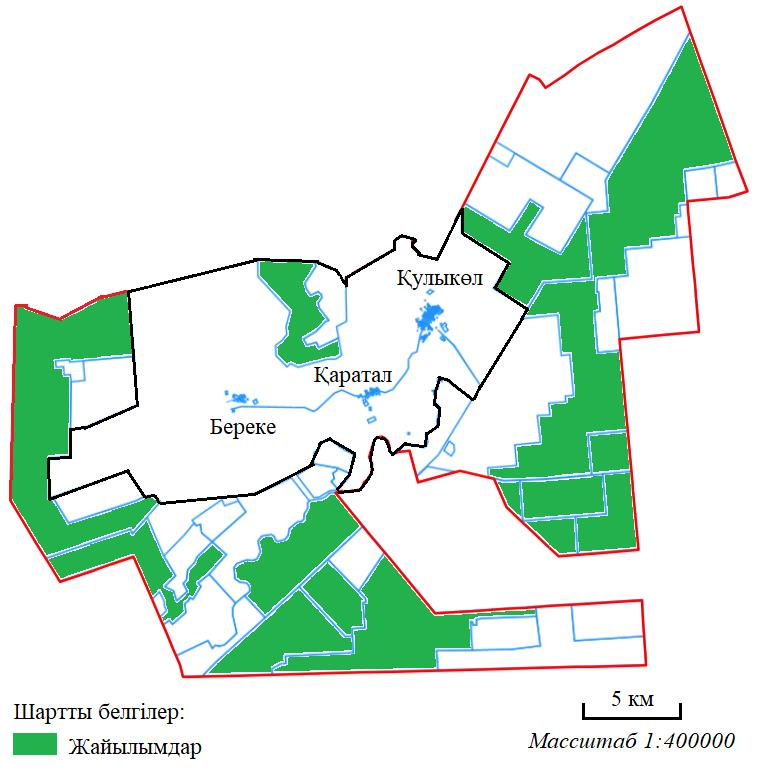 Құлыкөл
Қаратал
Береке
5 км
Шартты белгілер:
Жайылымдар
Масштаб 1:400000